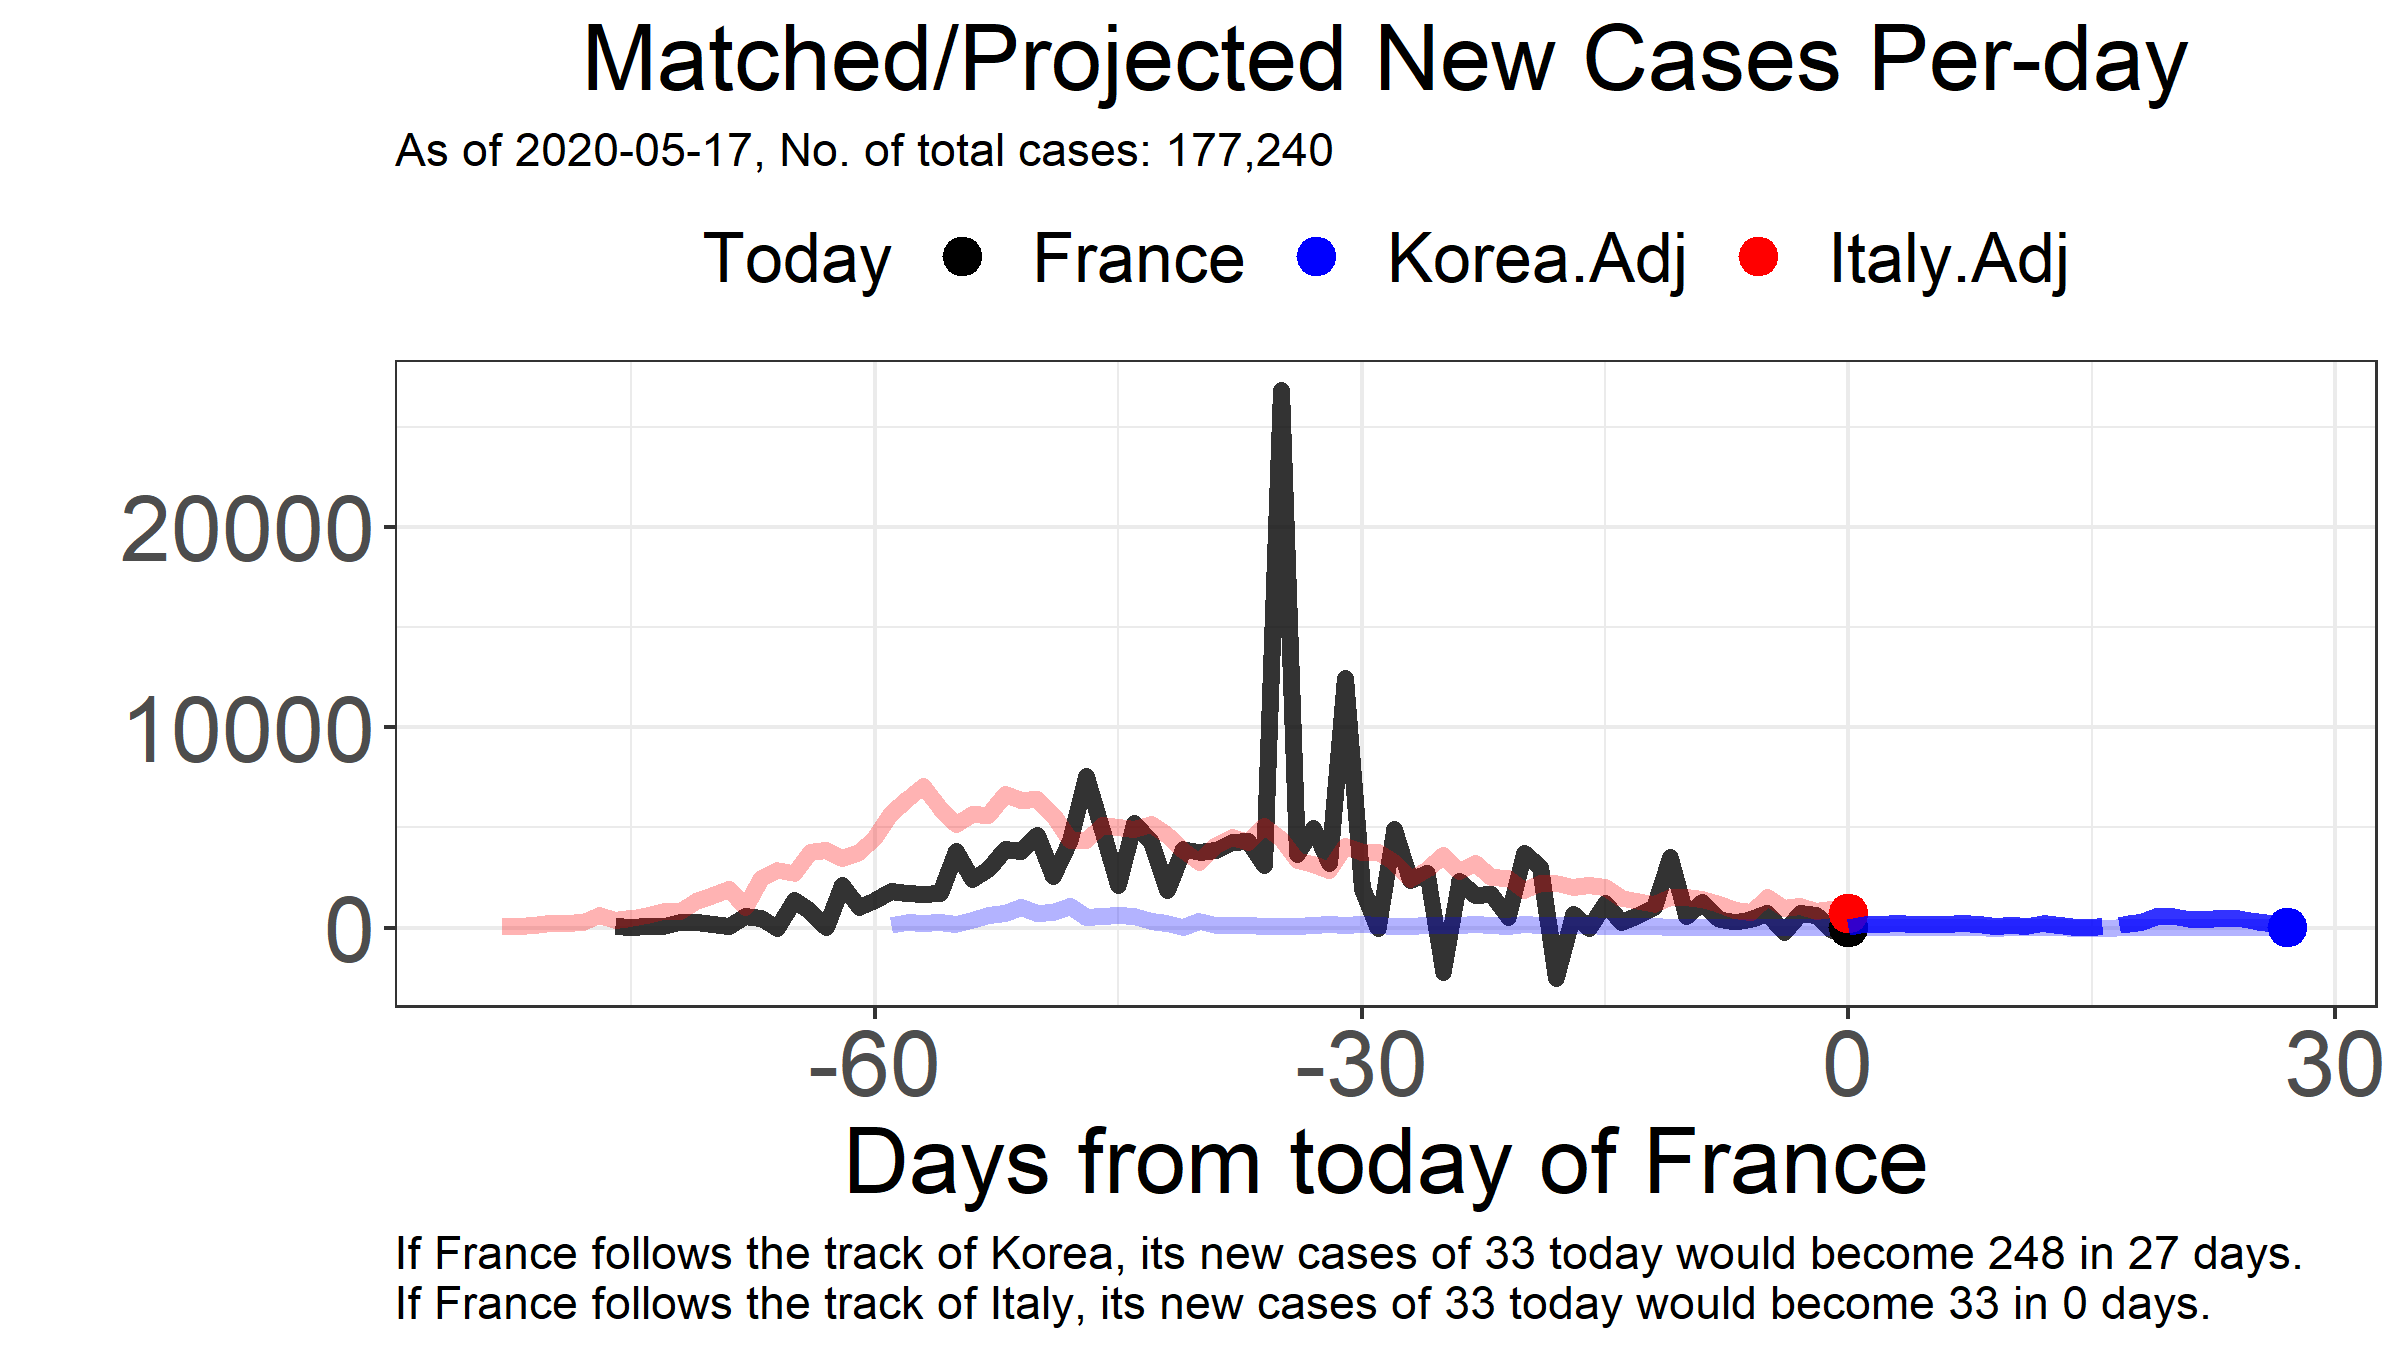 Matched/Projected New Cases Per-day
As of 2020-05-17, No. of total cases: 177,240
Today France Korea.Adj Italy.Adj
20000
10000
0
-60 -30 0 30
Days from today of France
If France follows the track of Korea, its new cases of 33 today would become 248 in 27 days.
If France follows the track of Italy, its new cases of 33 today would become 33 in 0 days.